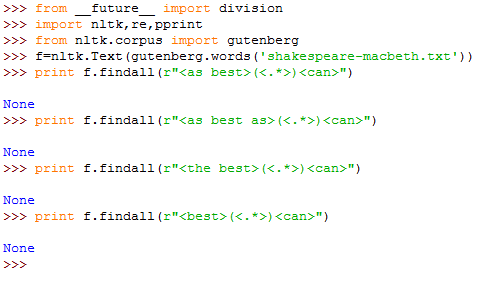 >>> from __future__ import division
>>> import nltk,re,pprint
>>> from nltk.corpus import gutenberg
>>> f=nltk.Text(gutenberg.words('shakespeare-macbeth.txt'))
>>> print f.findall(r"<as best>(<.*>)<can>")
None
>>> print f.findall(r"<as best as>(<.*>)<can>")
None
>>> print f.findall(r"<the best>(<.*>)<can>")
None
>>> print f.findall(r"<best>(<.*>)<can>")
None
>>>